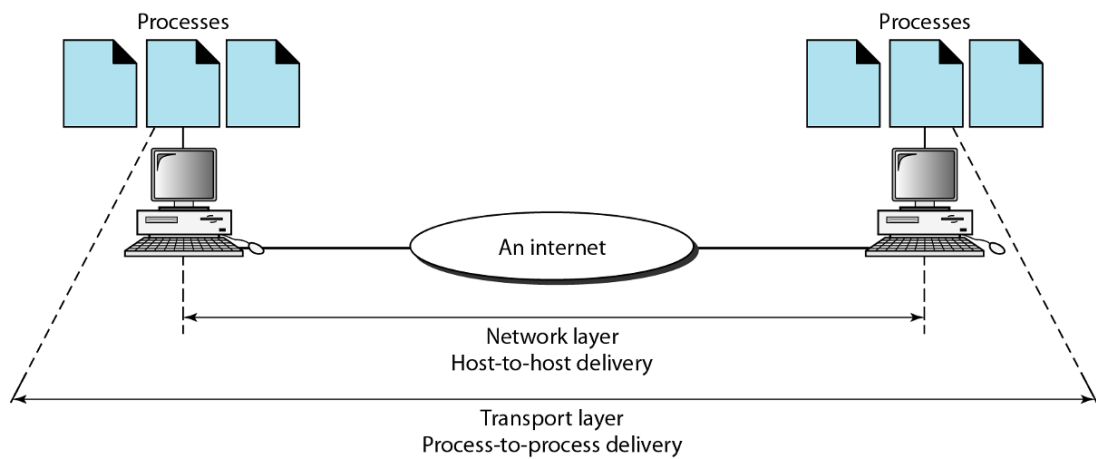 Processes
Processes
An internet
Network layer
Host-to-host delivery
Transport layer
Process-to-process delivery